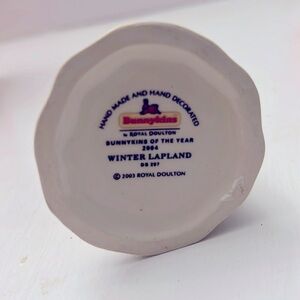 HAND MADE AND HAND DECORATED
Bunnykins
by ROYAL DOULTON
BUNNYKINS OF THE YEAR
2004
WINTER LAPLAND
DB 297
© 2003 ROYAL DOULTON